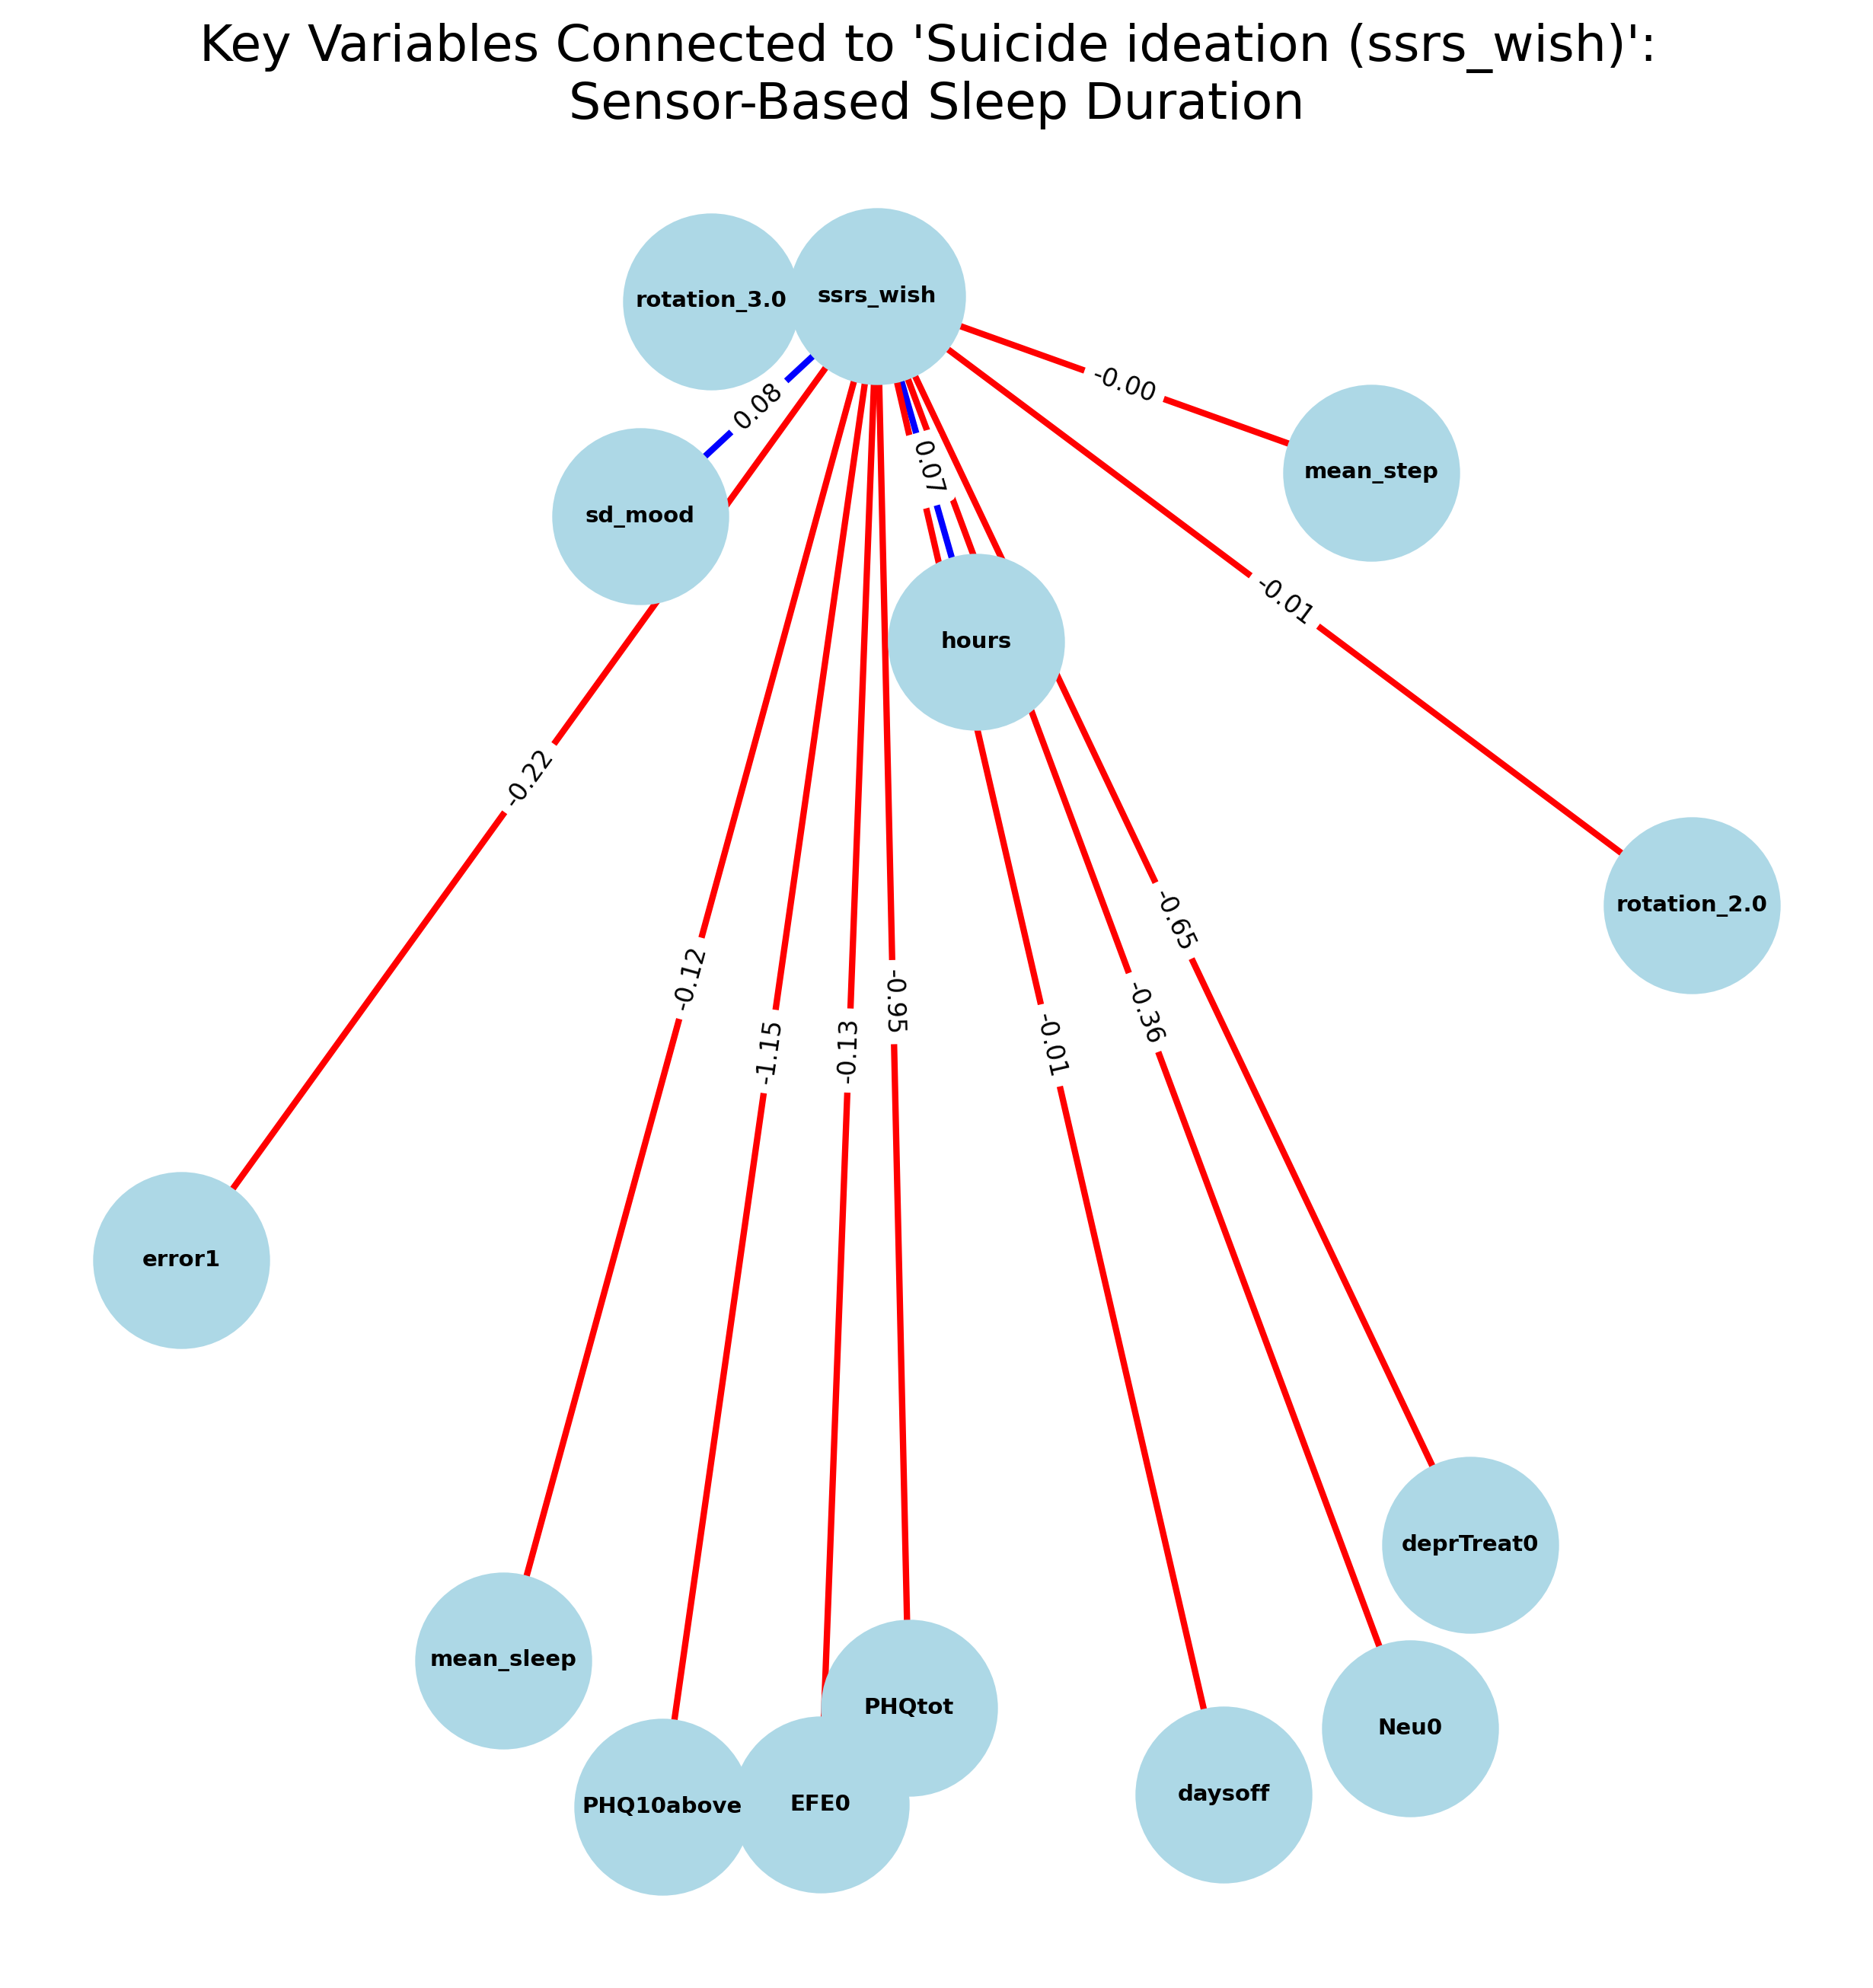 Key Variables Connected to 'Suicide ideation (ssrs_wish)':
Sensor-Based Sleep Duration
rotation_3.0
ssrs_wish
-0.00
0.08
0.07
mean_step
sd_mood
-0.01
hours
-0.22
-0.65
rotation_2.0
-0.12
-1.15
-0.13
-0.95
-0.01
-0.36
error1
deprTreat0
mean_sleep
PHQtot
Neu0
PHQ10above
EFE0
daysoff